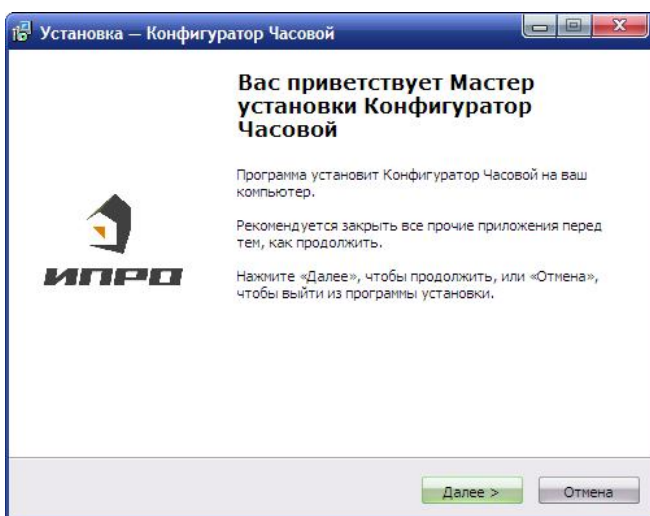 Установка — Конфигуратор Часовой
Вас приветствует Мастер
установки Конфигуратор
Часовой
Программа установит Конфигуратор Часовой на ваш
компьютер.
Рекомендуется закрыть все прочие приложения перед
тем, как продолжить.
Нажмите «Далее», чтобы продолжить, или «Отмена»,
чтобы выйти из программы установки.
ИПРО
Далее >
Отмена